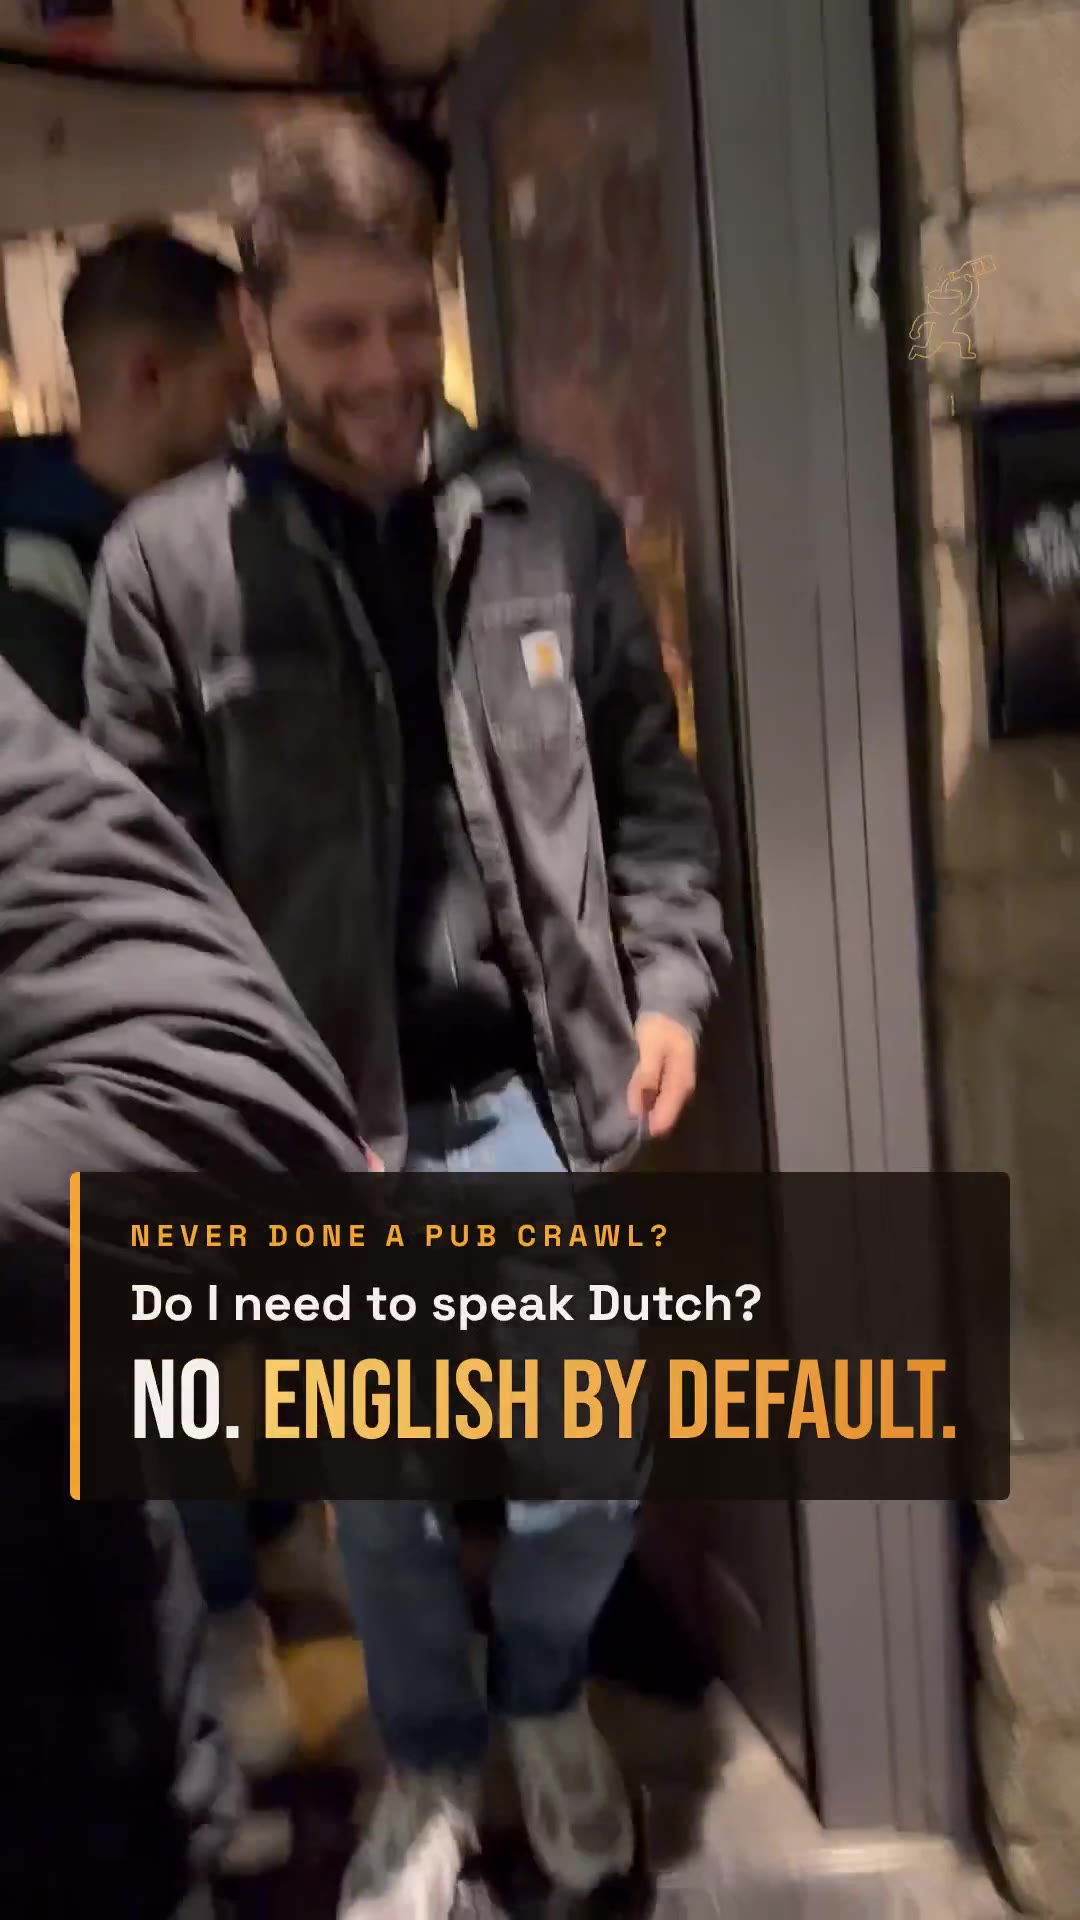 NEVER DONE A PUB CRAWL?
Do I need to speak Dutch?
NO. ENGLISH BY DEFAULT.